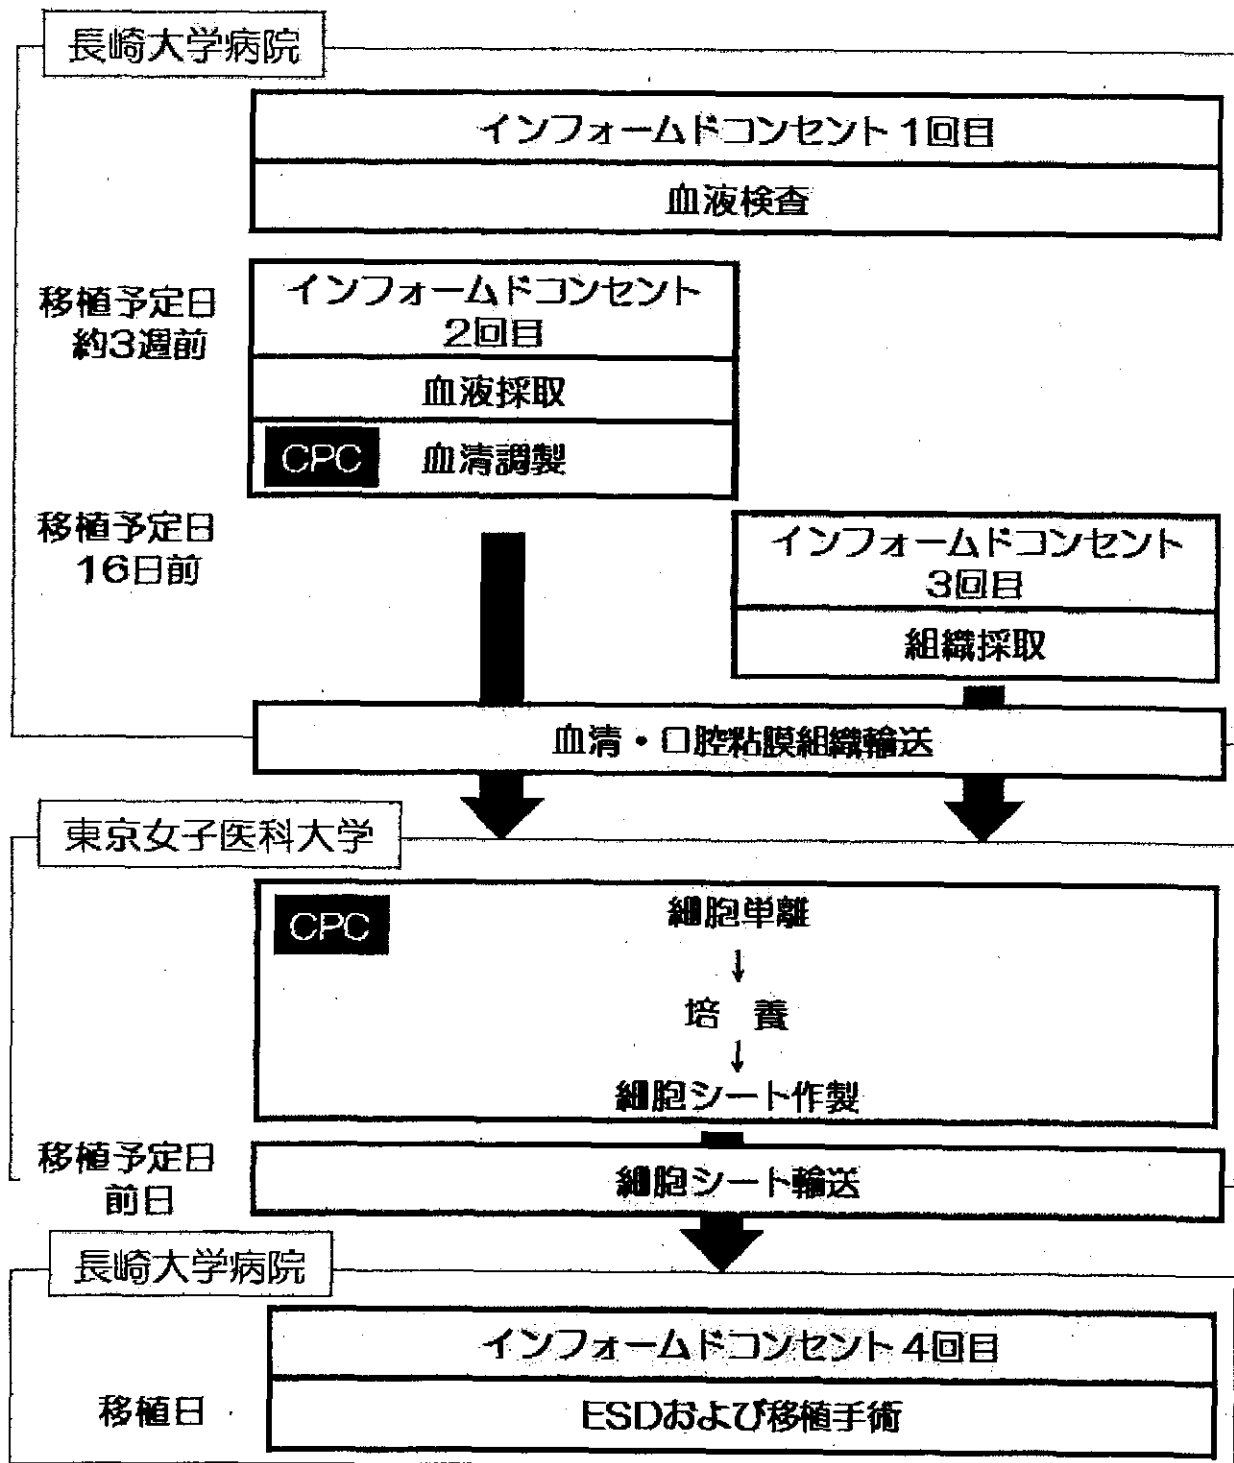 長崎大学病院
インフォームドコンセント 1回目
血液検査
移植予定日
約3週前
インフォームドコンセント
2回目
血液採取
CPC 血清調製
移植予定日
16日前
インフォームドコンセント
3回目
組織採取
血清・口腔粘膜組織輸送
東京女子医科大学
CPC
細胞単離
↓
培 養
↓
細胞シート作製
移植予定日
前日
細胞シート輸送
長崎大学病院
インフォームドコンセント 4回目
移植日
ESDおよび移植手術